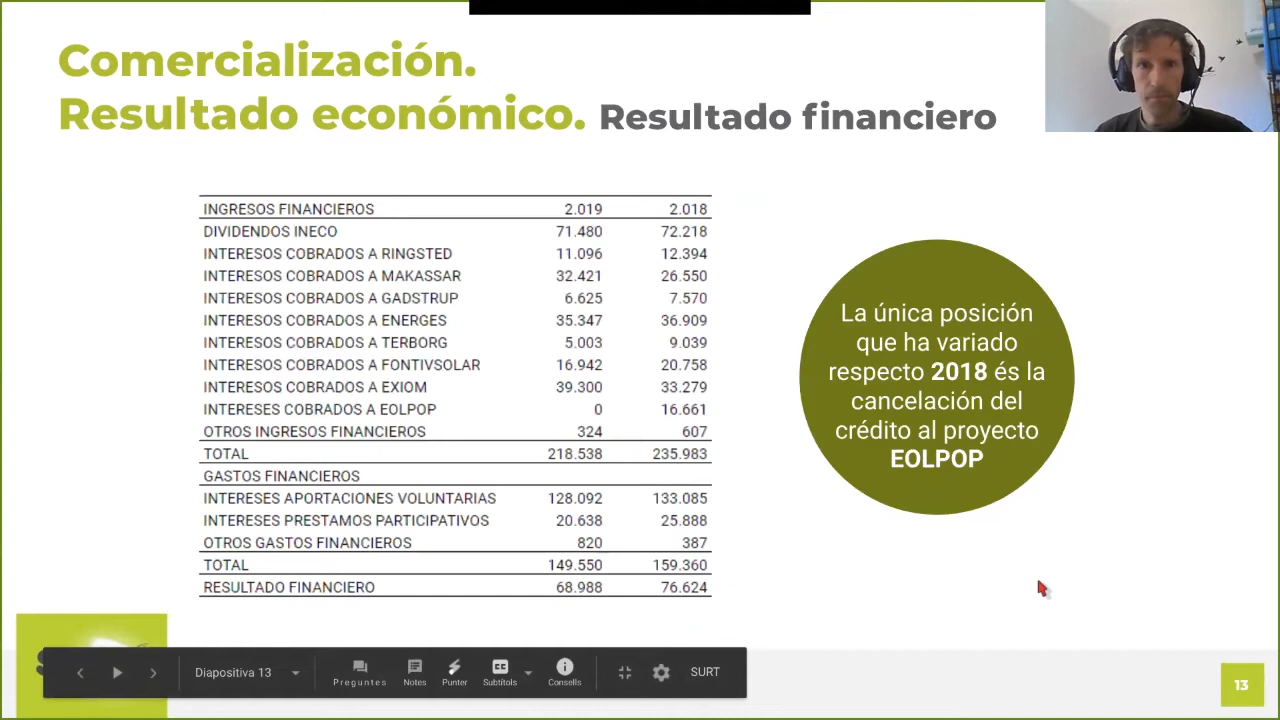 Comercialización.
Resultado económico. Resultado financiero
INGRESOS FINANCIEROS 2.019 2.018
DIVIDENDOS INECO 71.480 72.218
INTERESOS COBRADOS A RINGSTED 11.096 12.394
INTERESOS COBRADOS A MAKASSAR 32.421 26.550
INTERESOS COBRADOS A GADSTRUP 6.625 7.570
INTERESOS COBRADOS A ENERGES 35.347 36.909
INTERESOS COBRADOS A TERBORG 5.003 9.039
INTERESOS COBRADOS A FONTIVSOLAR 16.942 20.758
INTERESOS COBRADOS A EXIOM 39.300 33.279
INTERESES COBRADOS A EOLPOP 0 16.661
OTROS INGRESOS FINANCIEROS 324 607
TOTAL 218.538 235.983
GASTOS FINANCIEROS
INTERESES APORTACIONES VOLUNTARIAS 128.092 133.085
INTERESES PRESTAMOS PARTICIPATIVOS 20.638 25.888
OTROS GASTOS FINANCIEROS 820 387
TOTAL 149.550 159.360
RESULTADO FINANCIERO 68.988 76.624
La única posición
que ha variado
respecto 2018 és la
cancelación del
crédito al proyecto
EOLPOP
Diapositiva 13
Preguntes Notes Punter Subtítols Consells
SURT
13